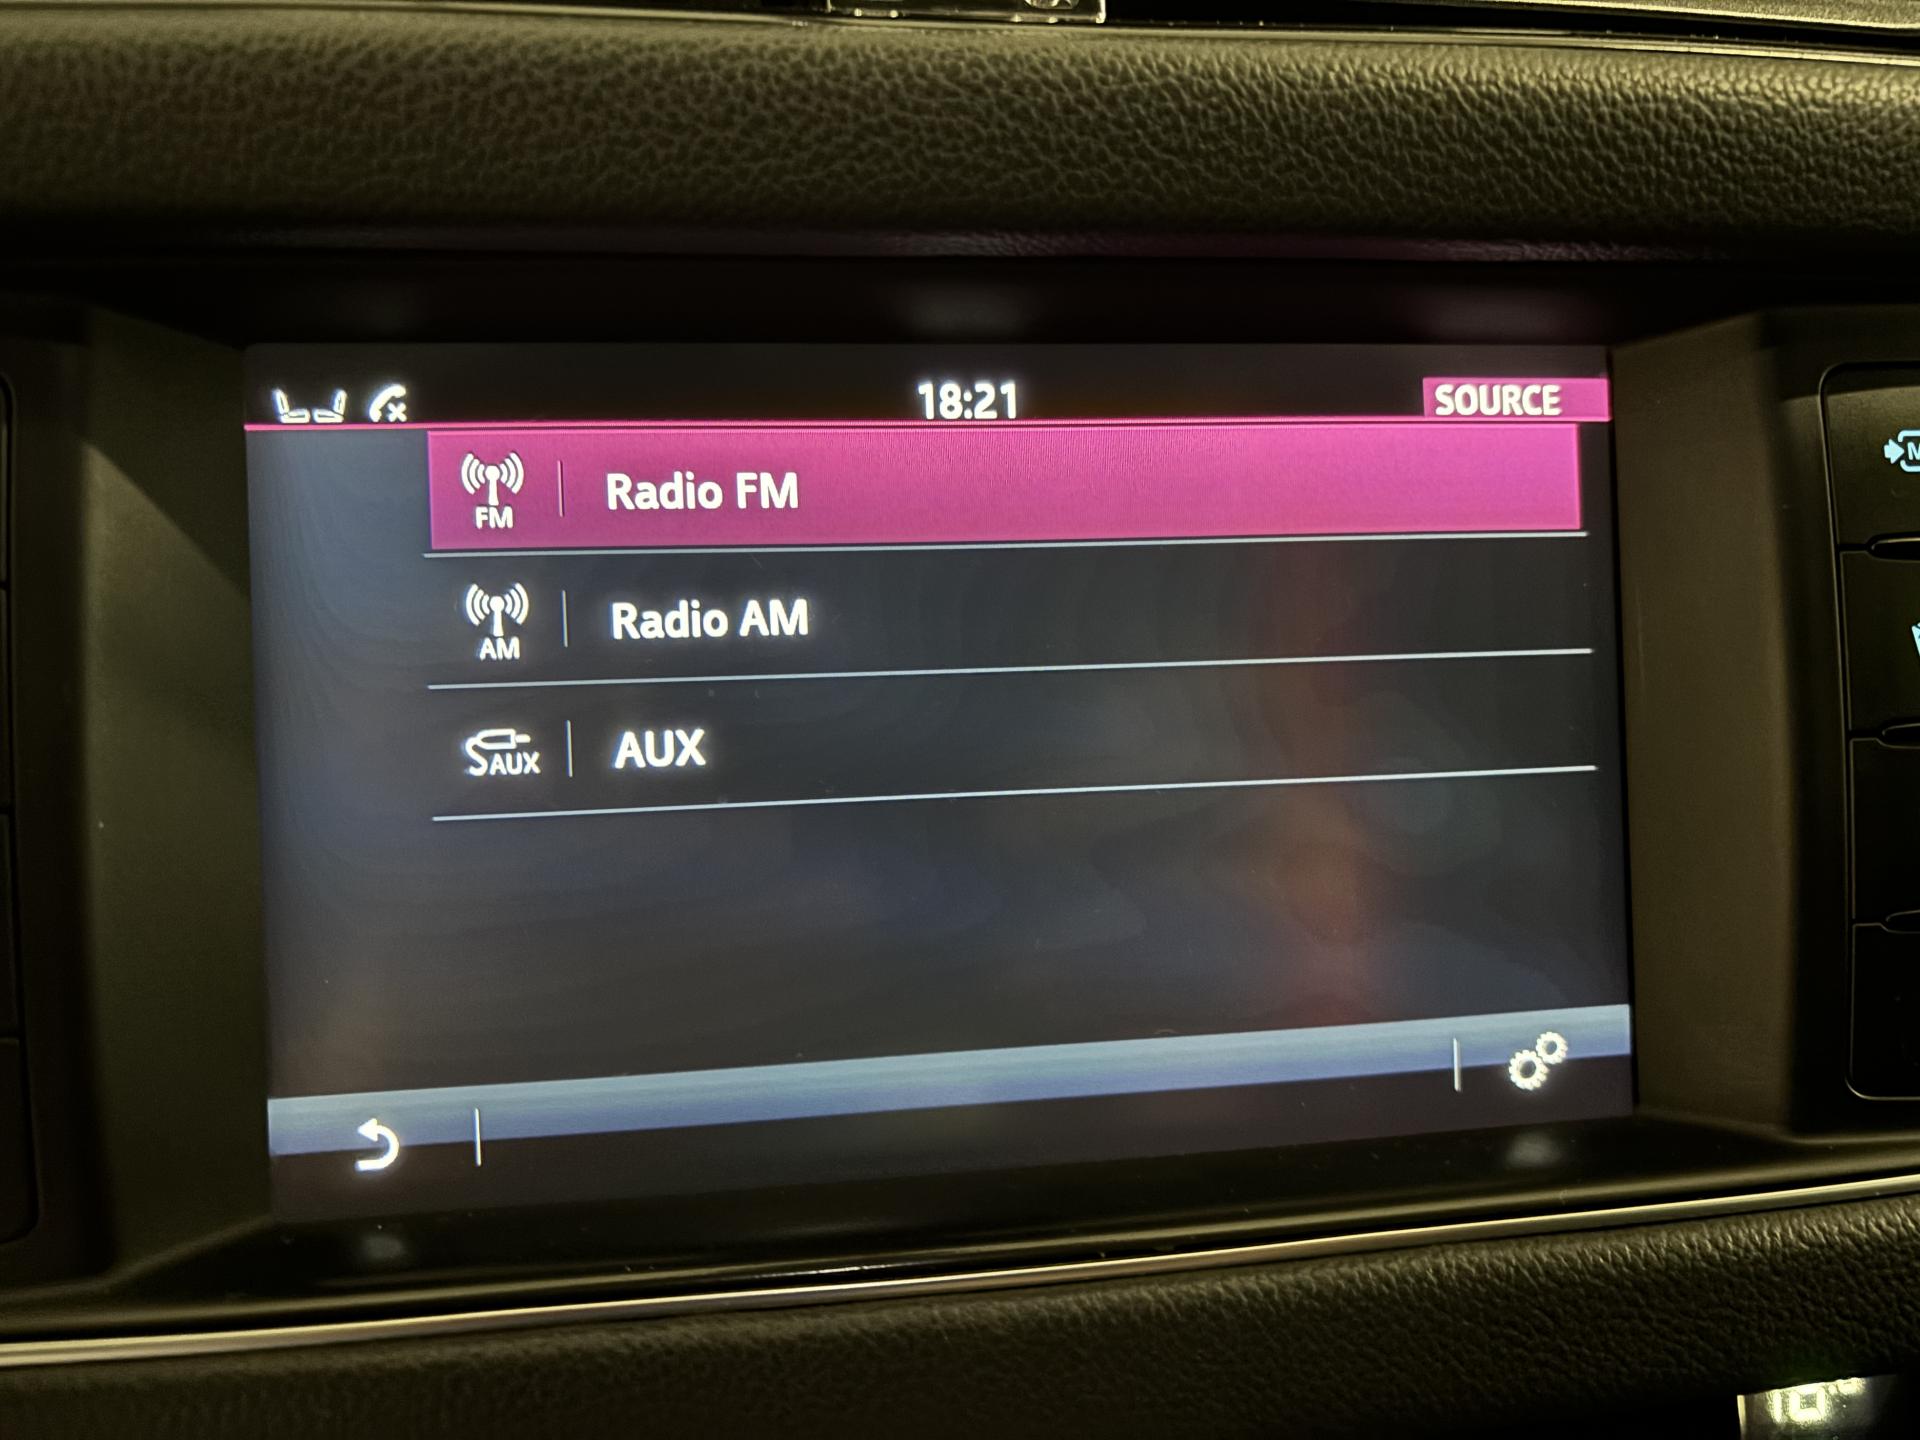 18:21
SOURCE
FM
Radio FM
AM
Radio AM
AUX
AUX